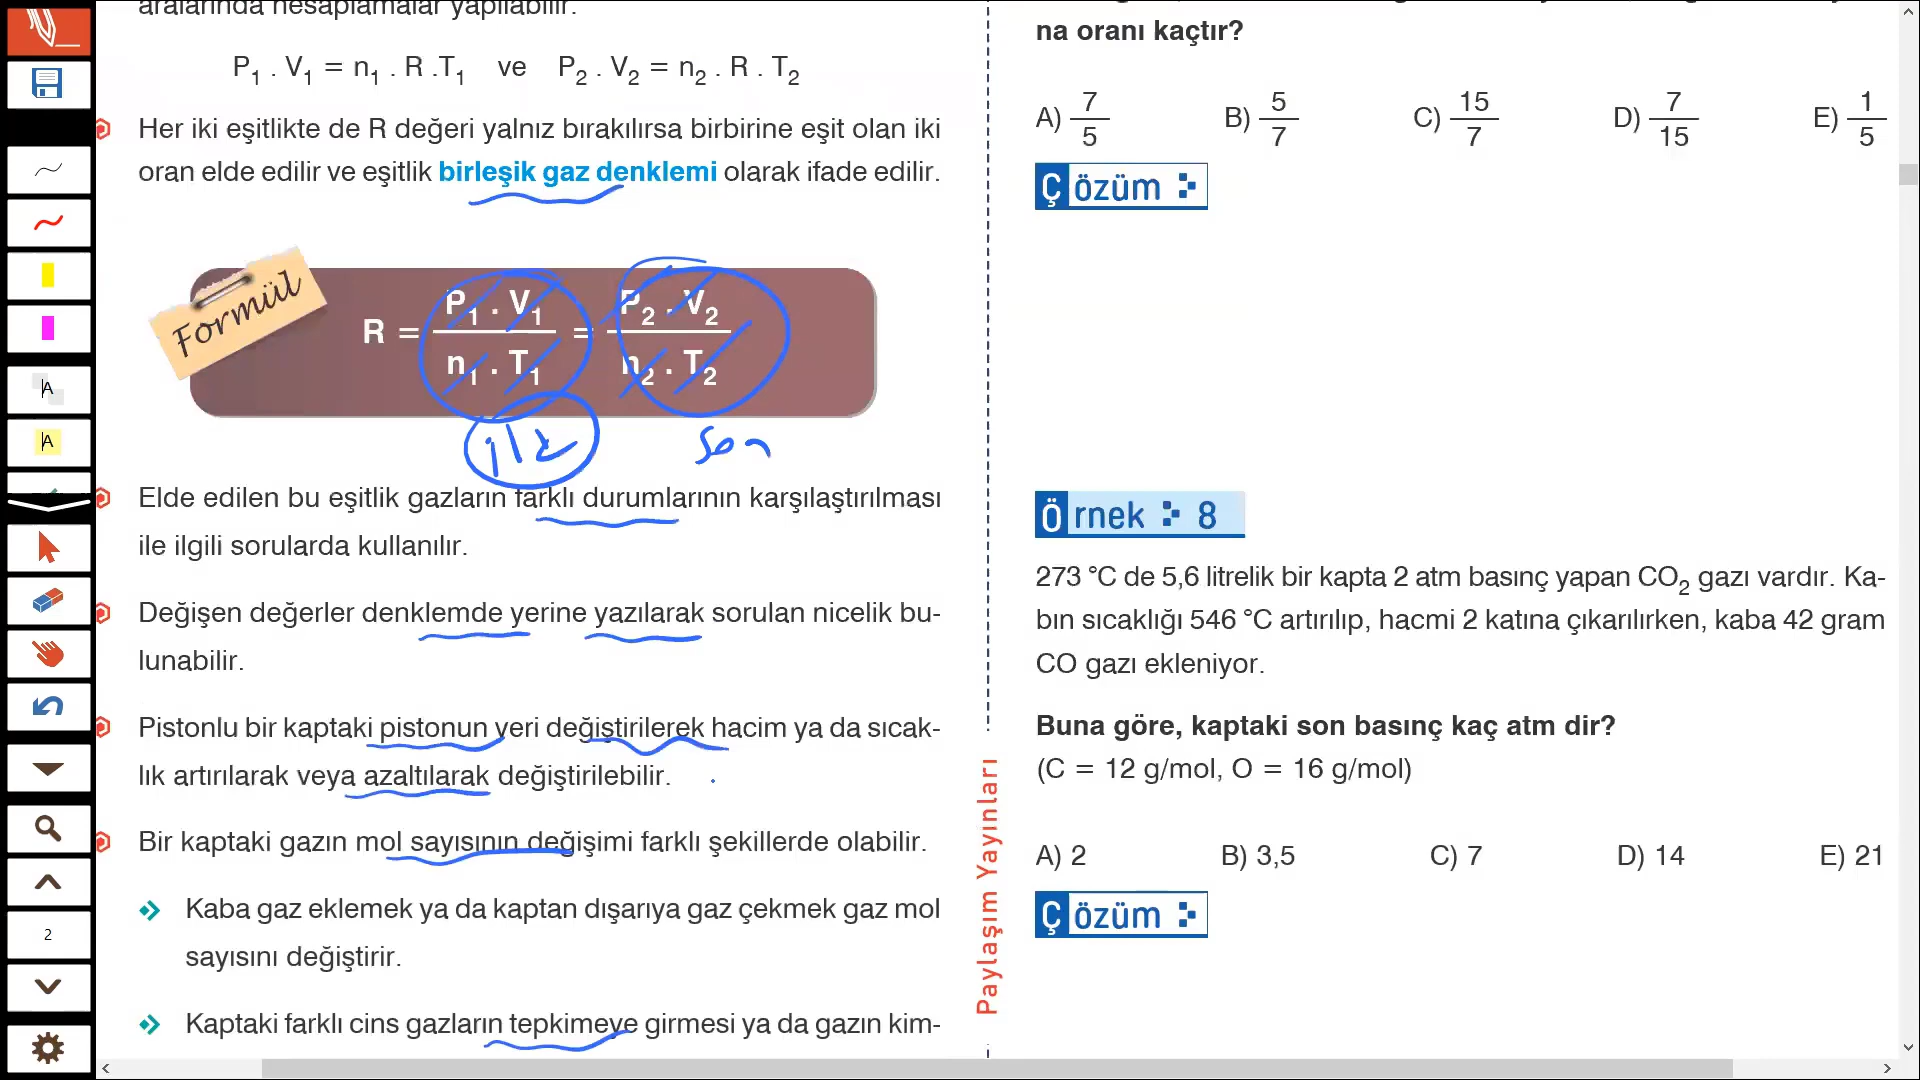 aralarında hesaplamalar yapılabilir.
P1 . V1 = n1 . R .T1 ve P2 . V2 = n2 . R . T2
Her iki eşitlikte de R değeri yalnız bırakılırsa birbirine eşit olan iki
oran elde edilir ve eşitlik birleşik gaz denklemi olarak ifade edilir.
Formül
R = P1 . V1 / n1 . T1 = P2 . V2 / n2 . T2
ilk son
Elde edilen bu eşitlik gazların farklı durumlarının karşılaştırılması
ile ilgili sorularda kullanılır.
Değişen değerler denklemde yerine yazılarak sorulan nicelik bu-
lunabilir.
Pistonlu bir kaptaki pistonun yeri değiştirilerek hacim ya da sıcak-
lık artırılarak veya azaltılarak değiştirilebilir.
Bir kaptaki gazın mol sayısının değişimi farklı şekillerde olabilir.
Kaba gaz eklemek ya da kaptan dışarıya gaz çekmek gaz mol
sayısını değiştirir.
Kaptaki farklı cins gazların tepkimeye girmesi ya da gazın kim-
Paylaşım Yayınları
na oranı kaçtır?
A) 7/5 B) 5/7 C) 15/7 D) 7/15 E) 1/5
Çözüm
Örnek 8
273 °C de 5,6 litrelik bir kapta 2 atm basınç yapan CO2 gazı vardır. Ka-
bın sıcaklığı 546 °C artırılıp, hacmi 2 katına çıkarılırken, kaba 42 gram
CO gazı ekleniyor.
Buna göre, kaptaki son basınç kaç atm dir?
(C = 12 g/mol, O = 16 g/mol)
A) 2 B) 3,5 C) 7 D) 14 E) 21
Çözüm
A
A
2